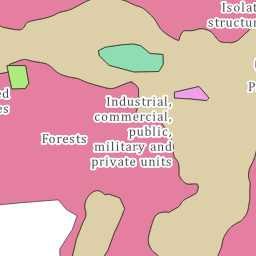 Isolat
structur
P
ed
es
Industrial,
commercial,
public,
military and
private units
Forests